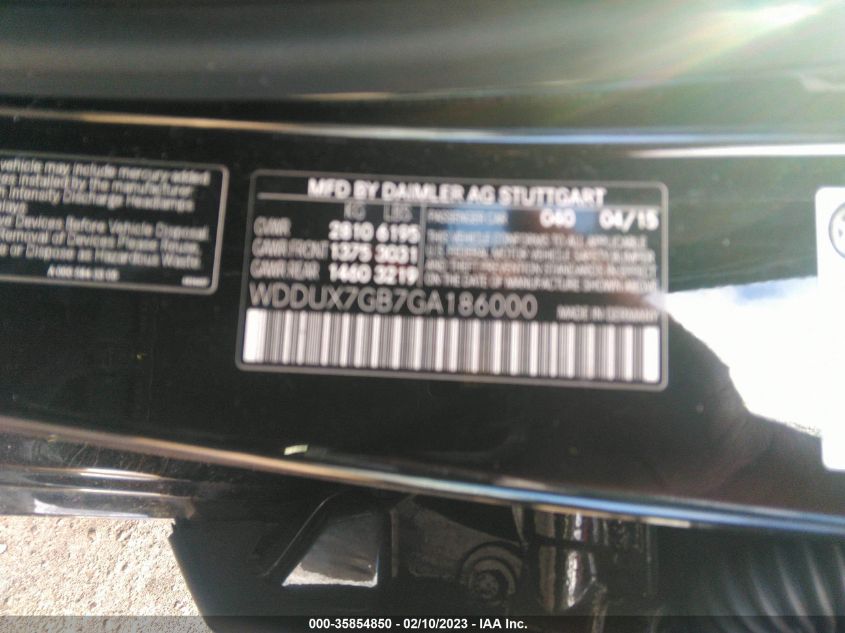 vehicle may include mercury added
installed by the manufacturer
Intensity Discharge Headlamps
Devices Before Vehicle Disposal
Removal of Devices Please Reuse,
or Dispose as Hazardous Waste.
MFD BY DAIMLER AG STUTTGART
KG LBS
GVWR 2810 6195
GAWR FRONT 1375 3031
GAWR REAR 1460 3219
PASSENGER CAR 040 04/15
THIS VEHICLE CONFORMS TO ALL APPLICABLE
U.S. FEDERAL MOTOR VEHICLE SAFETY BUMPER
THEFT PREVENTION STANDARDS IN EFFECT
OF MANUFACTURE SHOWN ABOVE
WDDUX7GB7GA186000
MADE IN GERMANY
000-35854850 - 02/10/2023 - IAA Inc.